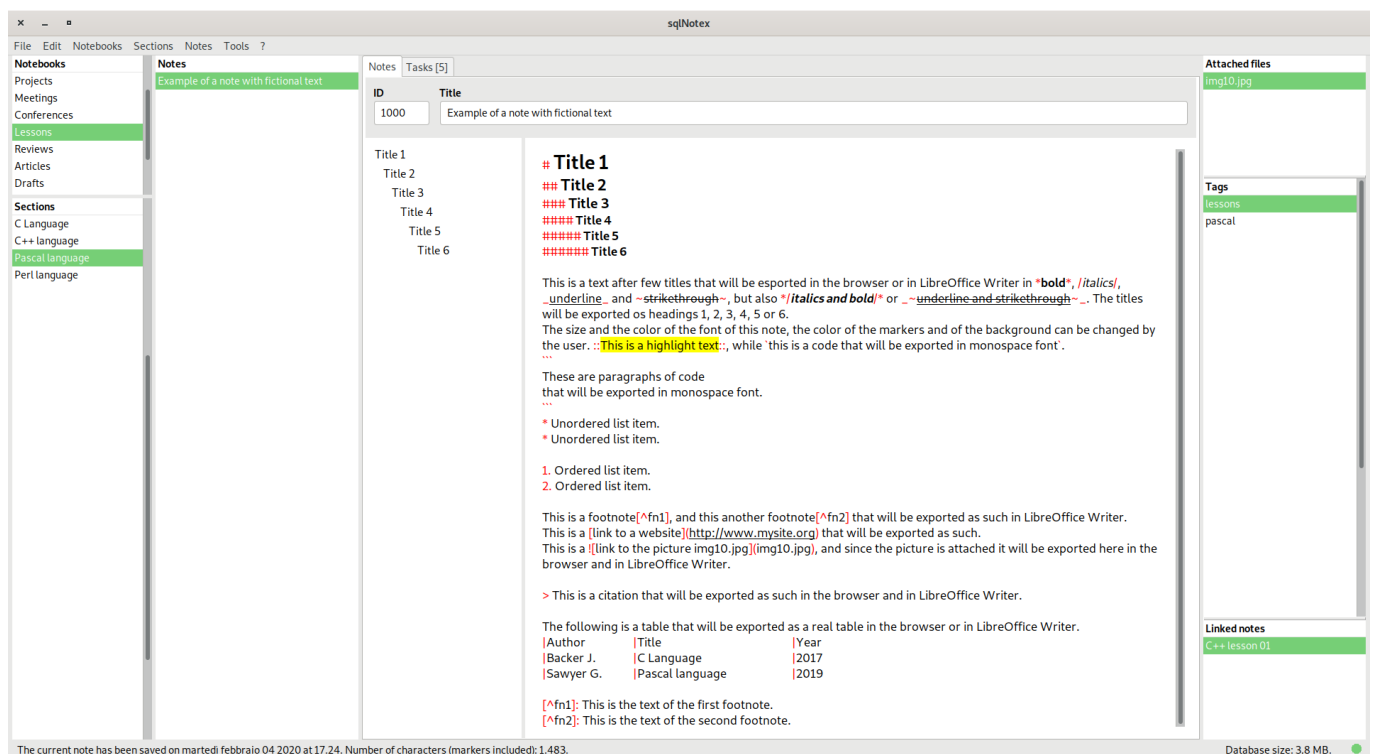 sqlNotex
File Edit Notebooks Sections Notes Tools ?
Notebooks
Projects
Meetings
Conferences
Lessons
Reviews
Articles
Drafts
Sections
C Language
C++ language
Pascal language
Perl language
Notes
Example of a note with fictional text
Notes Tasks [5]
ID Title
1000 Example of a note with fictional text
Title 1
Title 2
Title 3
Title 4
Title 5
Title 6
# Title 1
## Title 2
### Title 3
#### Title 4
##### Title 5
###### Title 6
This is a text after few titles that will be esported in the browser or in LibreOffice Writer in *bold*, /italics/,
_underline_ and ~strikethrough~, but also */italics and bold/* or _~underline and strikethrough~_. The titles
will be exported os headings 1, 2, 3, 4, 5 or 6.
The size and the color of the font of this note, the color of the markers and of the background can be changed by
the user. ::This is a highlight text::, while `this is a code that will be exported in monospace font`.
```
These are paragraphs of code
that will be exported in monospace font.
```
* Unordered list item.
* Unordered list item.
1. Ordered list item.
2. Ordered list item.
This is a footnote[^fn1], and this another footnote[^fn2] that will be exported as such in LibreOffice Writer.
This is a [link to a website](http://www.mysite.org) that will be exported as such.
This is a ![link to the picture img10.jpg](img10.jpg), and since the picture is attached it will be exported here in the
browser and in LibreOffice Writer.
> This is a citation that will be exported as such in the browser and in LibreOffice Writer.
The following is a table that will be exported as a real table in the browser or in LibreOffice Writer.
|Author |Title |Year
|Backer J. |C Language |2017
|Sawyer G. |Pascal language |2019
[^fn1]: This is the text of the first footnote.
[^fn2]: This is the text of the second footnote.
Attached files
img10.jpg
Tags
lessons
pascal
Linked notes
C++ lesson 01
The current note has been saved on martedì febbraio 04 2020 at 17.24. Number of characters (markers included): 1.483.
Database size: 3.8 MB.